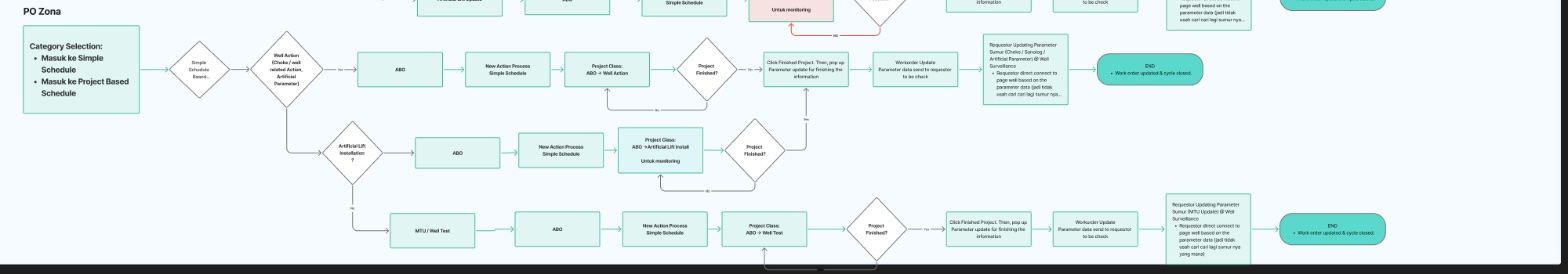 PO Zona
Untuk monitoring
Simple Schedule
Category Selection:
• Masuk ke Simple
Schedule
• Masuk ke Project Based
Schedule
Simple
Schedule
Based...
Well Action
(Choke / well
related Action,
Artificial
Parameter)
Yes
ABO
New Action Process
Simple Schedule
Project Class:
ABO → Well Action
Project
Finished?
No
Yes
Click Finished Project. Then, pop up
Parameter update for finishing the
information
Workorder Update
Parameter data send to requestor
to be check
Requestor Updating Parameter
Sumur (Choke / Sonolog /
Artificial Parameter) @ Well
Surveillance
• Requestor direct connect to
page well based on the
parameter data (jadi tidak
usah cari cari lagi sumur nya...
END
• Work order updated & cycle closed.
Artificial Lift
Installation
?
ABO
New Action Process
Simple Schedule
Project Class:
ABO → Artificial Lift Install
Untuk monitoring
Project
Finished?
No
Yes
No
MTU / Well Test
ABO
New Action Process
Simple Schedule
Project Class:
ABO → Well Test
Project
Finished?
Yes
Click Finished Project. Then, pop up
Parameter update for finishing the
information
Workorder Update
Parameter data send to requestor
to be check
Requestor Updating Parameter
Sumur (MTU Update) @ Well
Surveillance
• Requestor direct connect to
page well based on the
parameter data (jadi tidak
usah cari cari lagi sumur nya
yang mana)
END
• Work order updated & cycle closed.